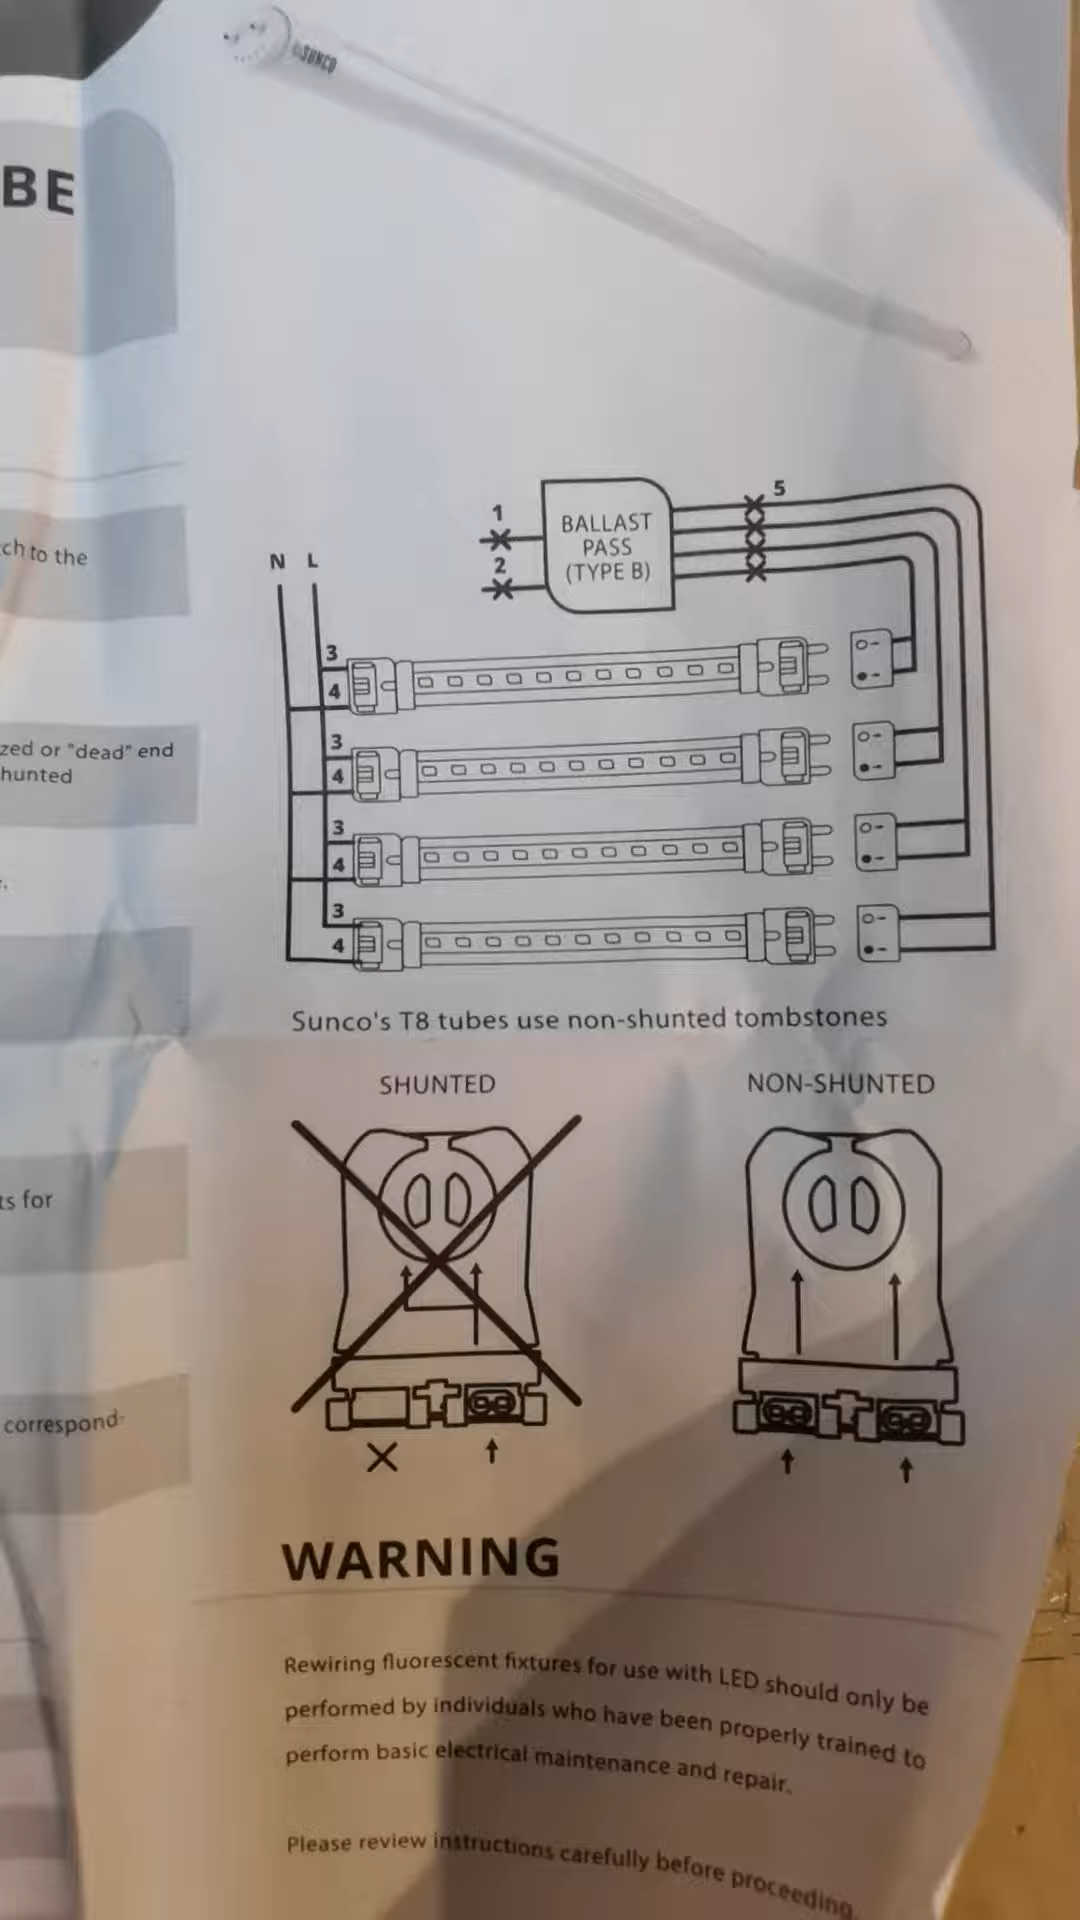 SUNCO
BE
ch to the
zed or "dead" end
hunted
ts for
correspond-
5
1
2
BALLAST
PASS
(TYPE B)
N L
3
4
3
4
3
4
3
4
Sunco's T8 tubes use non-shunted tombstones
SHUNTED
NON-SHUNTED
WARNING
Rewiring fluorescent fixtures for use with LED should only be
performed by individuals who have been properly trained to
perform basic electrical maintenance and repair.
Please review instructions carefully before proceeding.